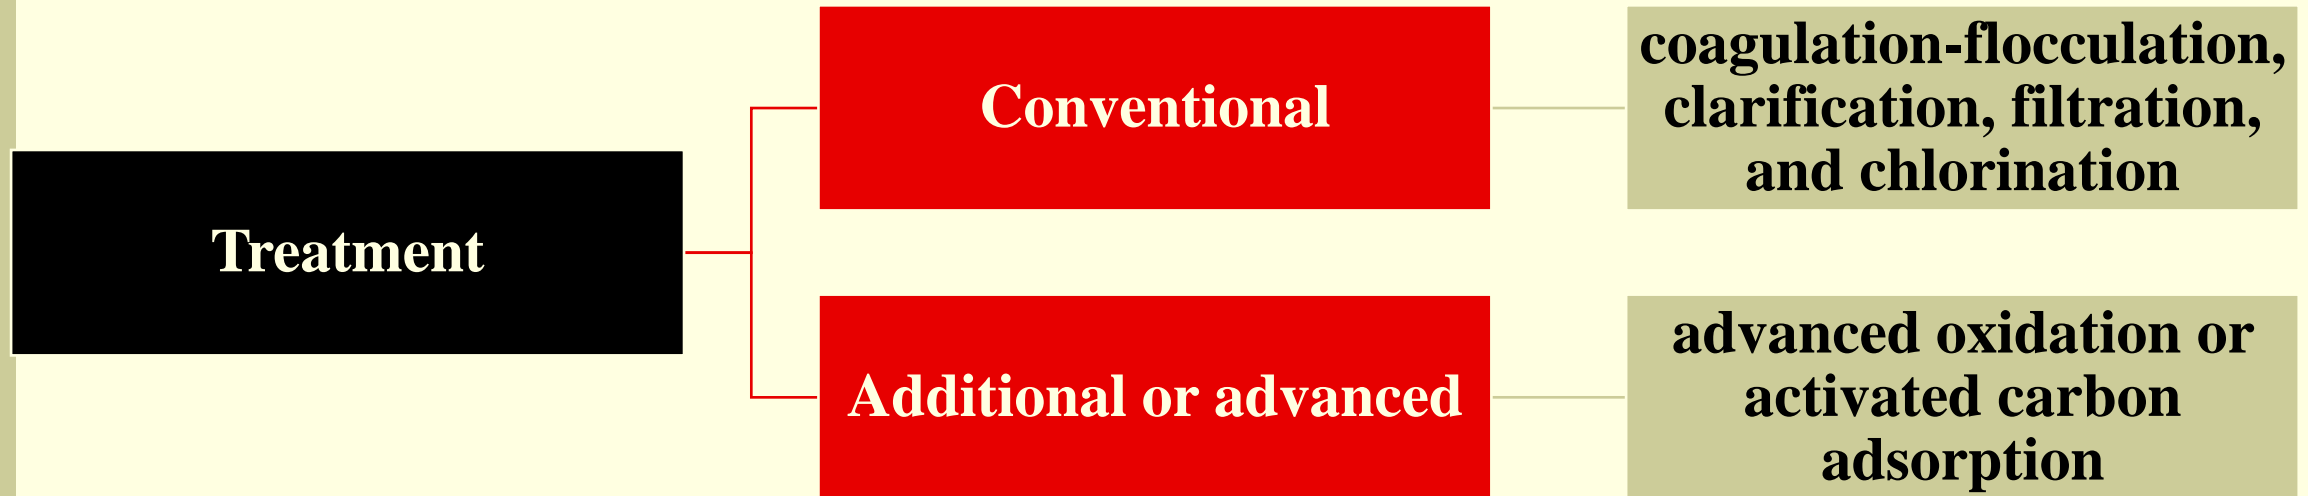 Treatment
Conventional
coagulation-flocculation,
clarification, filtration,
and chlorination
Additional or advanced
advanced oxidation or
activated carbon
adsorption